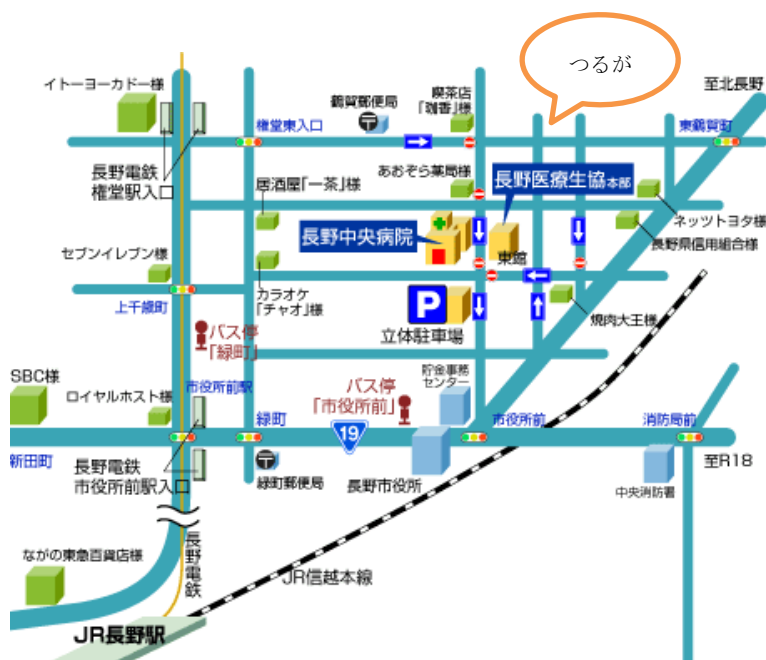 つるが
至北長野
イトーヨーカドー様
鶴賀郵便局
喫茶店
「珈香」様
権堂東入口
東鶴賀町
長野電鉄
権堂駅入口
あおぞら薬局様
長野医療生協本部
居酒屋「一茶」様
ネッツトヨタ様
長野中央病院
長野県信用組合様
東館
セブンイレブン様
カラオケ
「チャオ」様
上千歳町
P
立体駐車場
焼肉大王様
バス停
「緑町」
貯金事務
センター
SBC様
市役所前駅
バス停
「市役所前」
ロイヤルホスト様
緑町
19
市役所前
消防局前
新田町
長野電鉄
市役所前駅入口
緑町郵便局
長野市役所
至R18
中央消防署
ながの東急百貨店様
長野電鉄
JR信越本線
JR長野駅